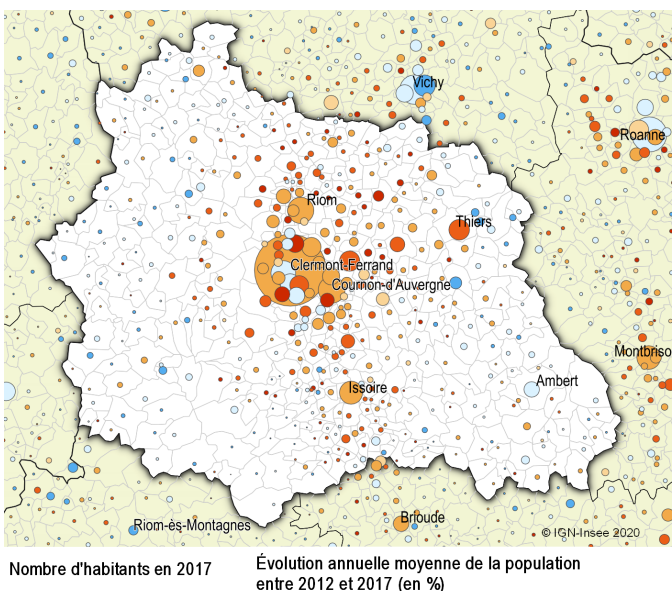 Vichy
Roanne
Riom
Thiers
Clermont-Ferrand
Cournon-d'Auvergne
Montbriso
Issoire
Ambert
Brioude
Riom-ès-Montagnes
© IGN-Insee 2020
Nombre d'habitants en 2017
Évolution annuelle moyenne de la population
entre 2012 et 2017 (en %)